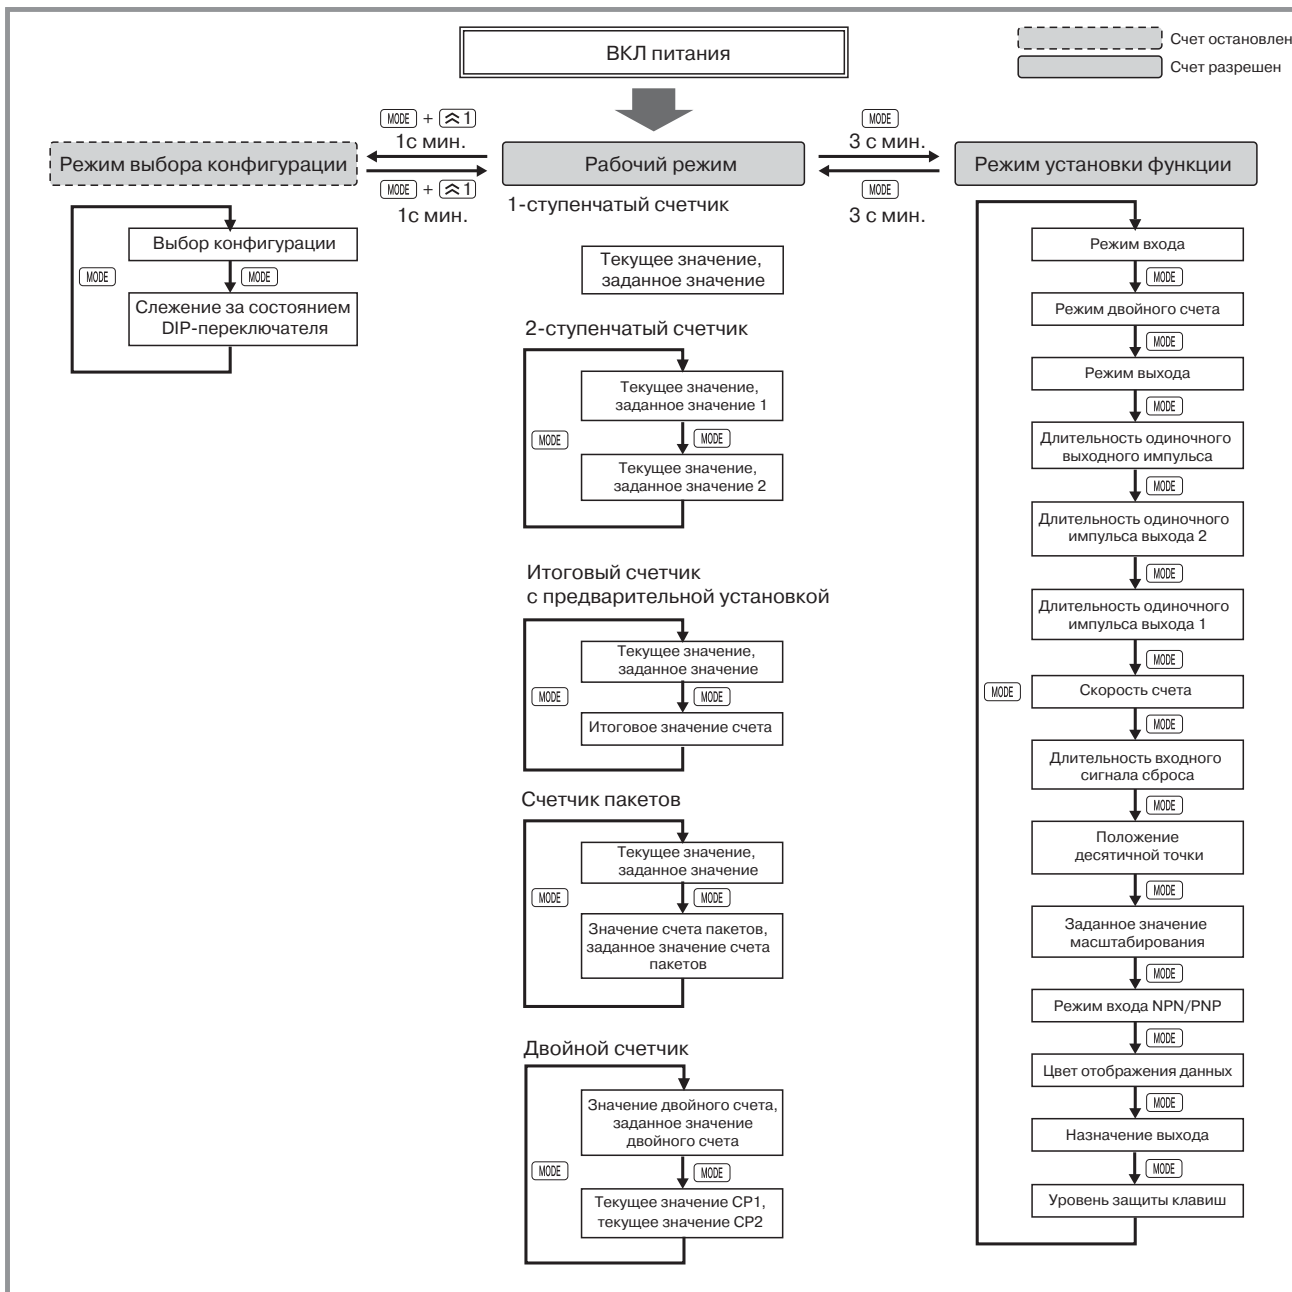 ВКЛ питания
Счет остановлен
Счет разрешен
MODE + 1
1с мин.
MODE
3 с мин.
Режим выбора конфигурации
Рабочий режим
Режим установки функции
MODE + 1
1с мин.
MODE
3 с мин.
Выбор конфигурации
MODE
MODE
Слежение за состоянием
DIP-переключателя
1-ступенчатый счетчик
Текущее значение,
заданное значение
2-ступенчатый счетчик
Текущее значение,
заданное значение 1
MODE
MODE
Текущее значение,
заданное значение 2
Итоговый счетчик
с предварительной установкой
Текущее значение,
заданное значение
MODE
MODE
Итоговое значение счета
Счетчик пакетов
Текущее значение,
заданное значение
MODE
MODE
Значение счета пакетов,
заданное значение счета
пакетов
Двойной счетчик
Значение двойного счета,
заданное значение
двойного счета
MODE
MODE
Текущее значение СР1,
текущее значение СР2
Режим входа
MODE
Режим двойного счета
MODE
Режим выхода
MODE
Длительность одиночного
выходного импульса
MODE
Длительность одиночного
импульса выхода 2
MODE
Длительность одиночного
импульса выхода 1
MODE
MODE
Скорость счета
MODE
Длительность входного
сигнала сброса
MODE
Положение
десятичной точки
MODE
Заданное значение
масштабирования
MODE
Режим входа NPN/PNP
MODE
Цвет отображения данных
MODE
Назначение выхода
MODE
Уровень защиты клавиш